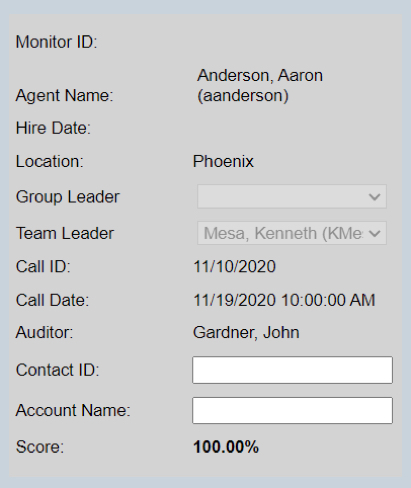 Monitor ID:
Anderson, Aaron
Agent Name: (aanderson)
Hire Date:
Location: Phoenix
Group Leader
Team Leader Mesa, Kenneth (KMe
Call ID: 11/10/2020
Call Date: 11/19/2020 10:00:00 AM
Auditor: Gardner, John
Contact ID:
Account Name:
Score: 100.00%